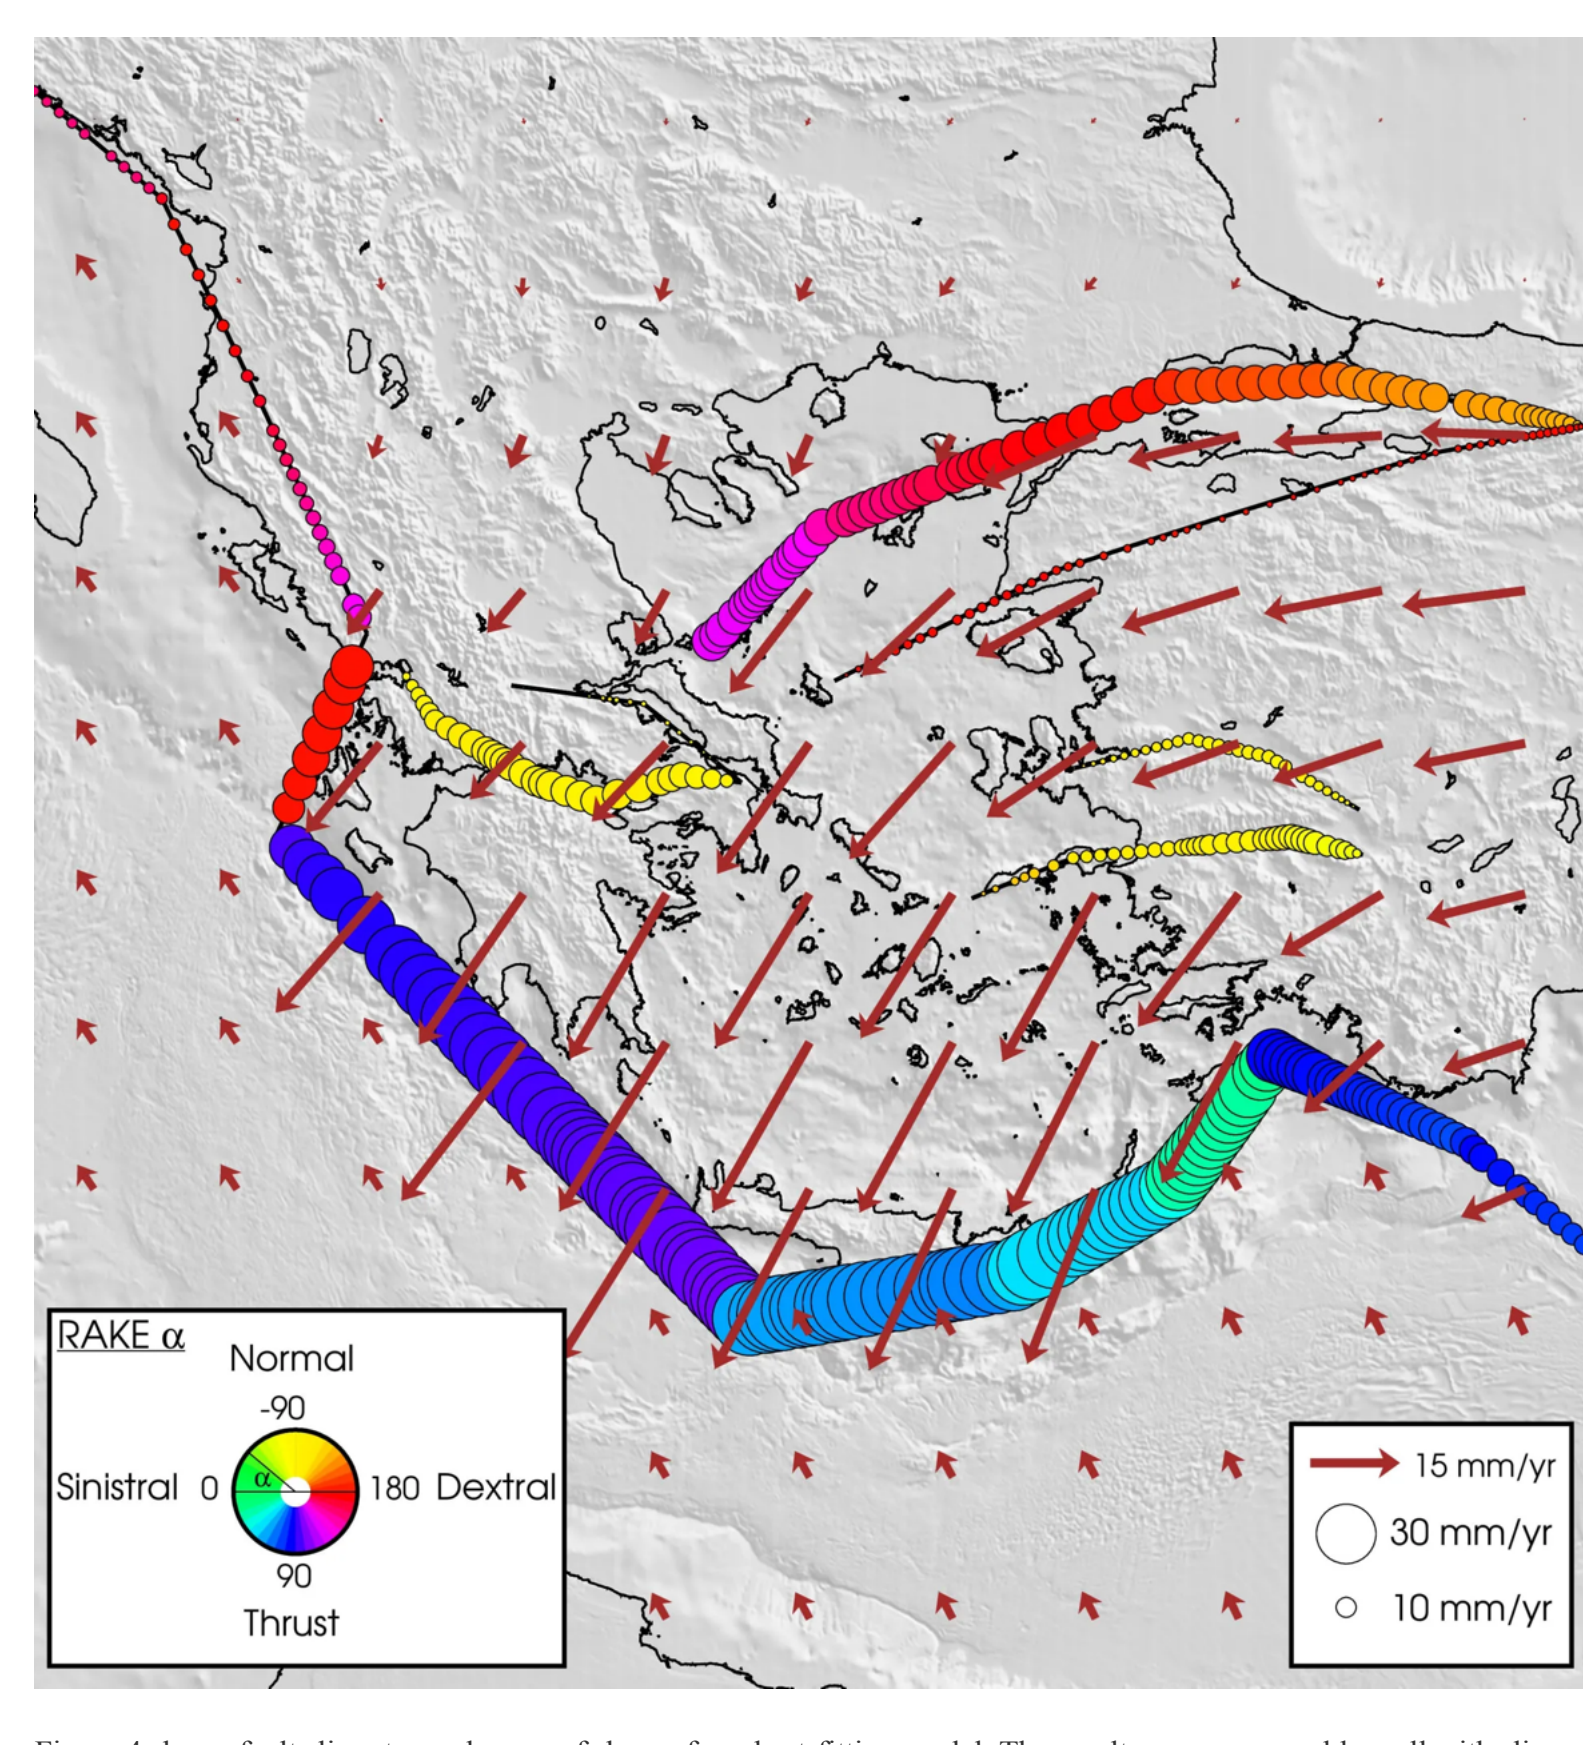 RAKE α
Normal
-90
Sinistral 0 α 180 Dextral
90
Thrust
15 mm/yr
30 mm/yr
10 mm/yr